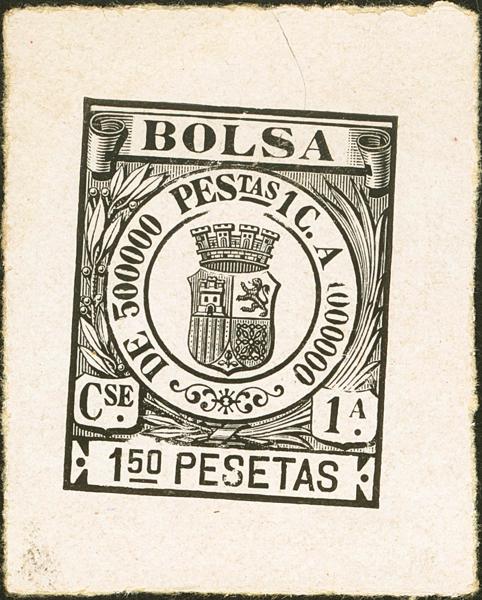 BOLSA
DE 500000 PESTAS 1C. A 1000000
CSE. 1A.
150 PESETAS